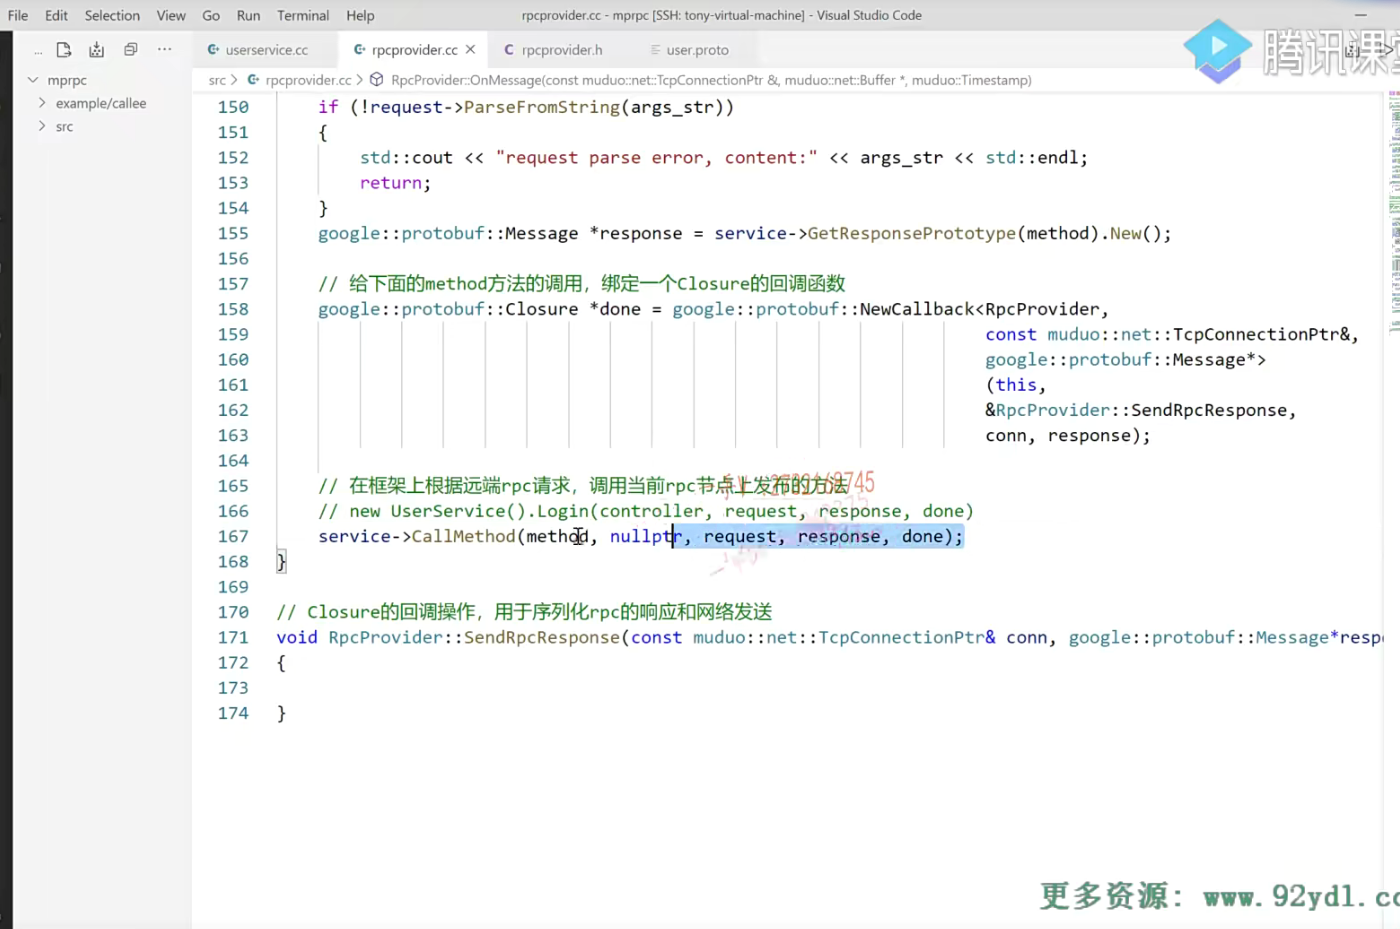 File Edit Selection View Go Run Terminal Help rpcprovider.cc - mprpc [SSH: tony-virtual-machine] - Visual Studio Code
... userservice.cc rpcprovider.cc rpcprovider.h user.proto
腾讯课堂
mprpc
example/callee
src
src > rpcprovider.cc > RpcProvider::OnMessage(const muduo::net::TcpConnectionPtr &, muduo::net::Buffer *, muduo::Timestamp)
150 if (!request->ParseFromString(args_str))
151 {
152 std::cout << "request parse error, content:" << args_str << std::endl;
153 return;
154 }
155 google::protobuf::Message *response = service->GetResponsePrototype(method).New();
156
157 // 给下面的method方法的调用，绑定一个Closure的回调函数
158 google::protobuf::Closure *done = google::protobuf::NewCallback<RpcProvider,
159 const muduo::net::TcpConnectionPtr&,
160 google::protobuf::Message*>
161 (this,
162 &RpcProvider::SendRpcResponse,
163 conn, response);
164
165 // 在框架上根据远端rpc请求，调用当前rpc节点上发布的方法
166 // new UserService().Login(controller, request, response, done)
167 service->CallMethod(method, nullptr, request, response, done);
168 }
169
170 // Closure的回调操作，用于序列化rpc的响应和网络发送
171 void RpcProvider::SendRpcResponse(const muduo::net::TcpConnectionPtr& conn, google::protobuf::Message*resp
172 {
173
174 }
更多资源: www.92ydl.co